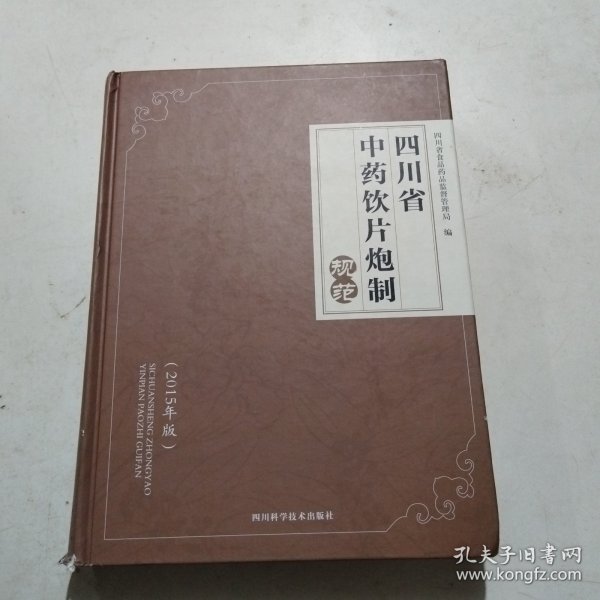 四川省食品药品监督管理局 编
四川省
中药饮片炮制
规范
(2015年版)
SICHUANSHENG ZHONGYAO
YINPIAN PAOZHI GUIFAN
四川科学技术出版社
孔夫子旧书网
www.kongfz.com